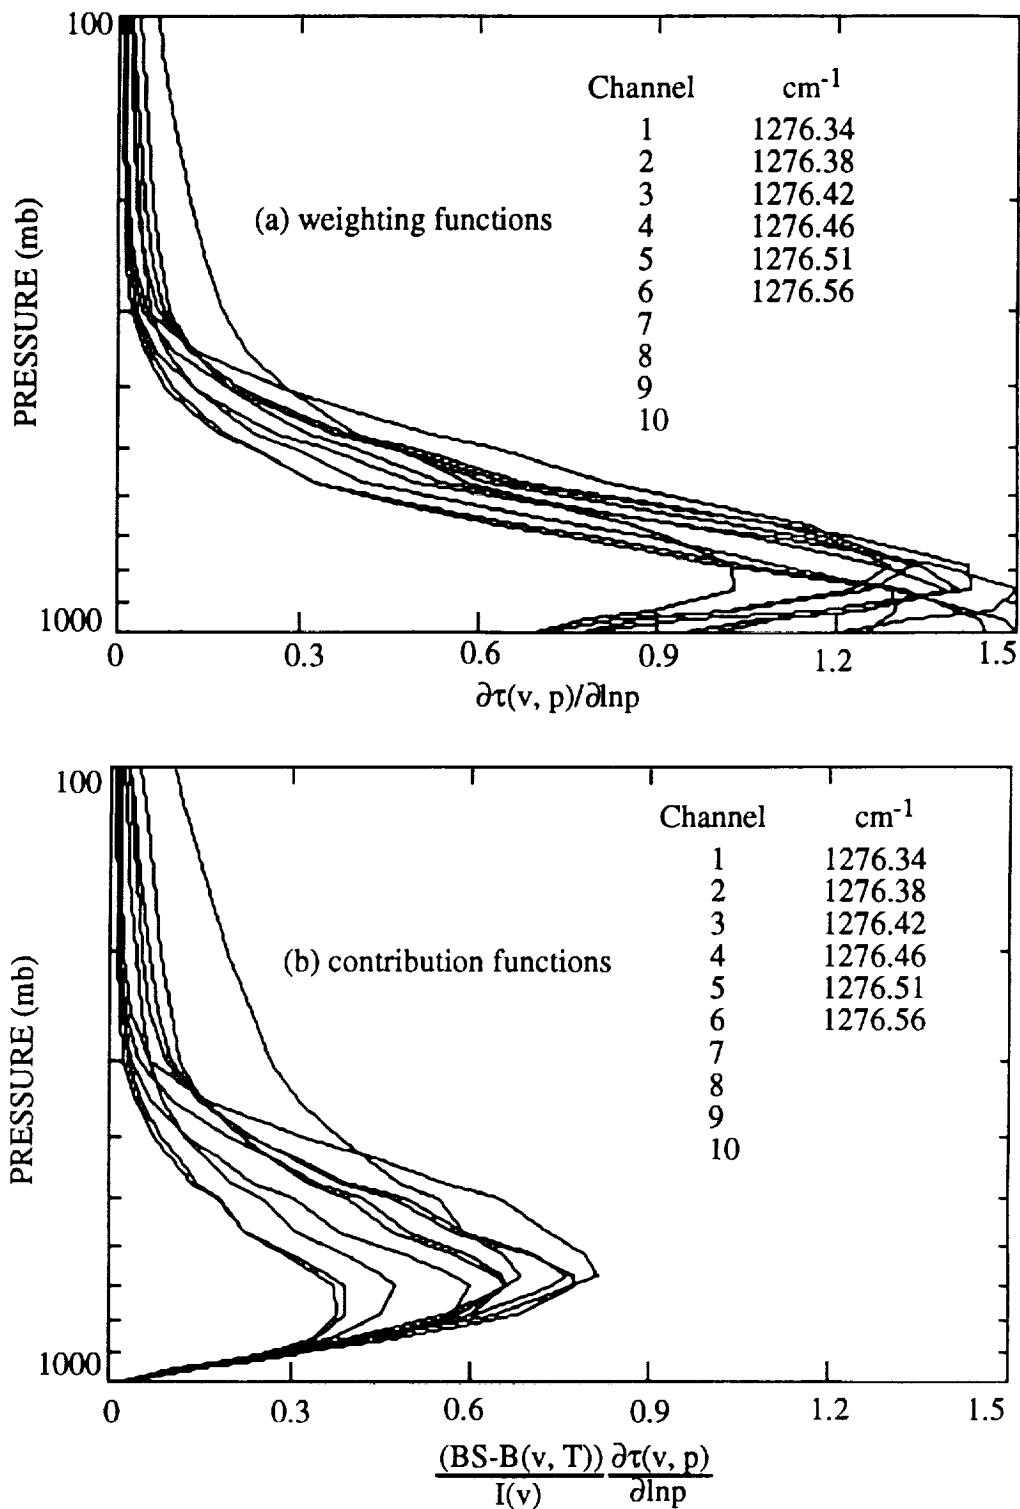 100
Channel cm-1
1 1276.34
2 1276.38
3 1276.42
4 1276.46
5 1276.51
6 1276.56
7
8
9
10
(a) weighting functions
PRESSURE (mb)
1000
0 0.3 0.6 0.9 1.2 1.5
∂τ(v, p)/∂lnp
100
Channel cm-1
1 1276.34
2 1276.38
3 1276.42
4 1276.46
5 1276.51
6 1276.56
7
8
9
10
(b) contribution functions
PRESSURE (mb)
1000
0 0.3 0.6 0.9 1.2 1.5
(BS-B(v, T)) ∂τ(v, p)
I(v) ∂lnp